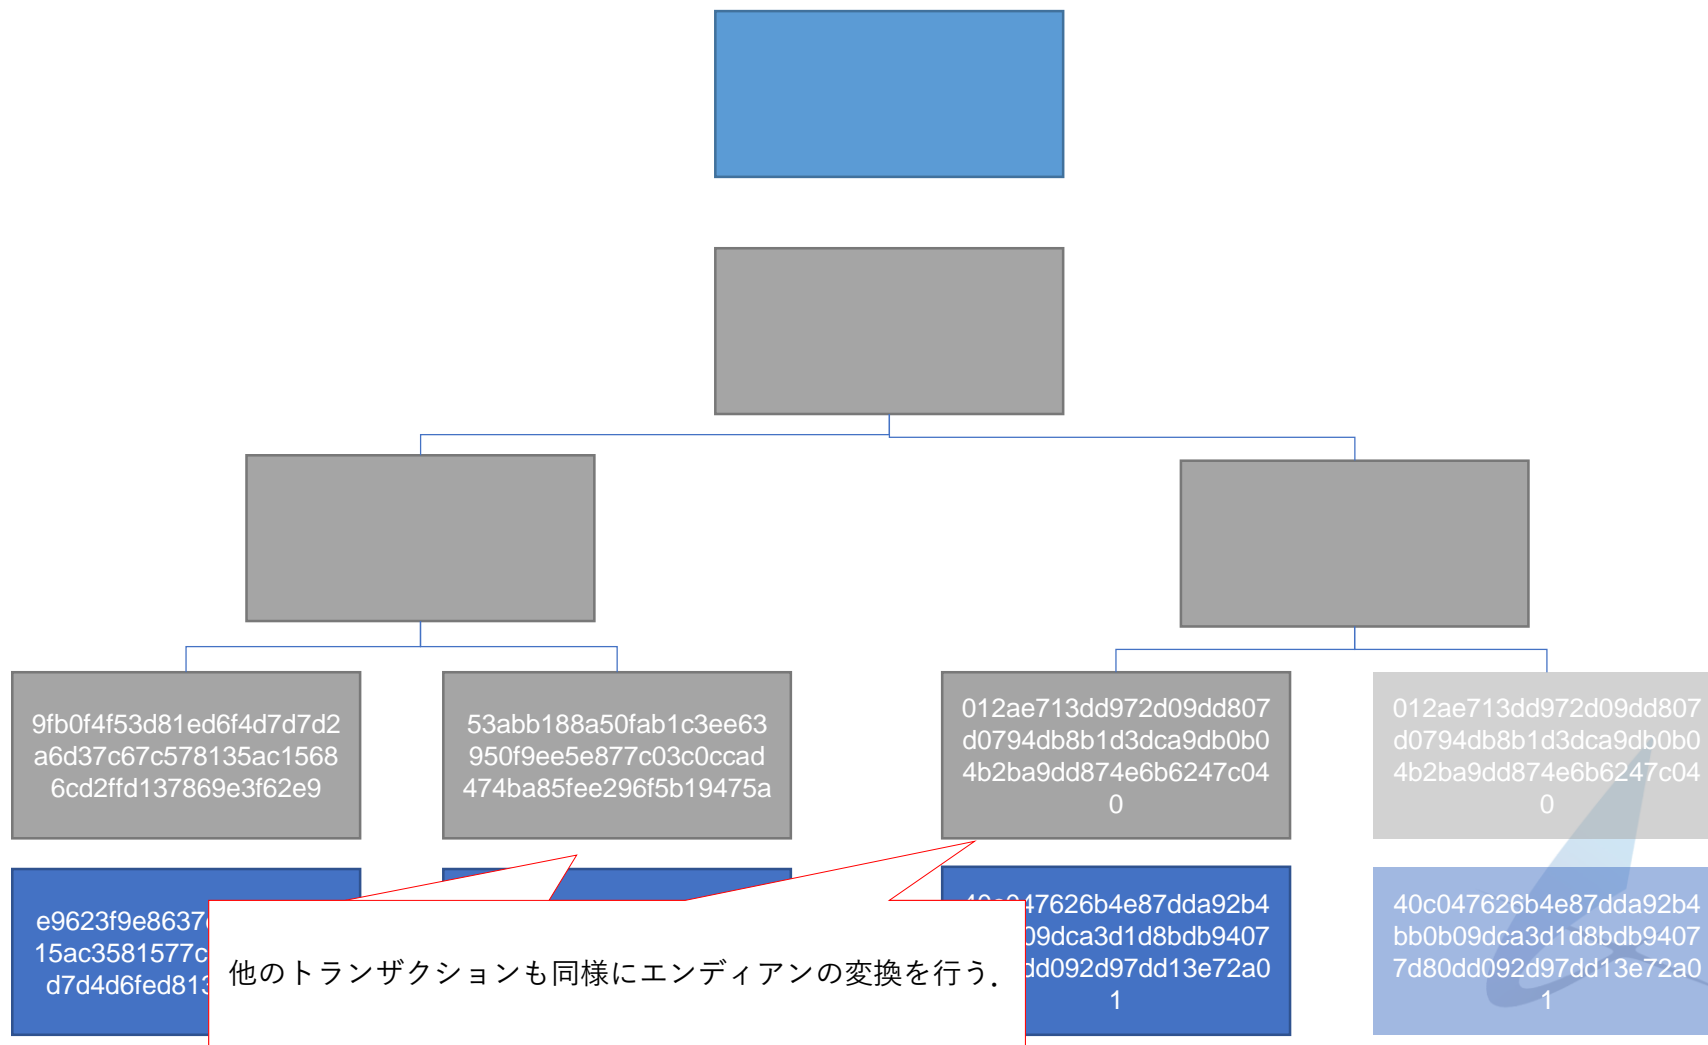 9fb0f4f53d81ed6f4d7d7d2
a6d37c67c578135ac1568
6cd2ffd137869e3f62e9
53abb188a50fab1c3ee63
950f9ee5e877c03c0ccad
474ba85fee296f5b19475a
012ae713dd972d09dd807
d0794db8b1d3dca9db0b0
4b2ba9dd874e6b6247c04
0
012ae713dd972d09dd807
d0794db8b1d3dca9db0b0
4b2ba9dd874e6b6247c04
0
e9623f9e8637
15ac3581577c
d7d4d6fed813
他のトランザクションも同様にエンディアンの変換を行う．
47626b4e87dda92b4
09dca3d1d8bdb9407
dd092d97dd13e72a0
1
40c047626b4e87dda92b4
bb0b09dca3d1d8bdb9407
7d80dd092d97dd13e72a0
1